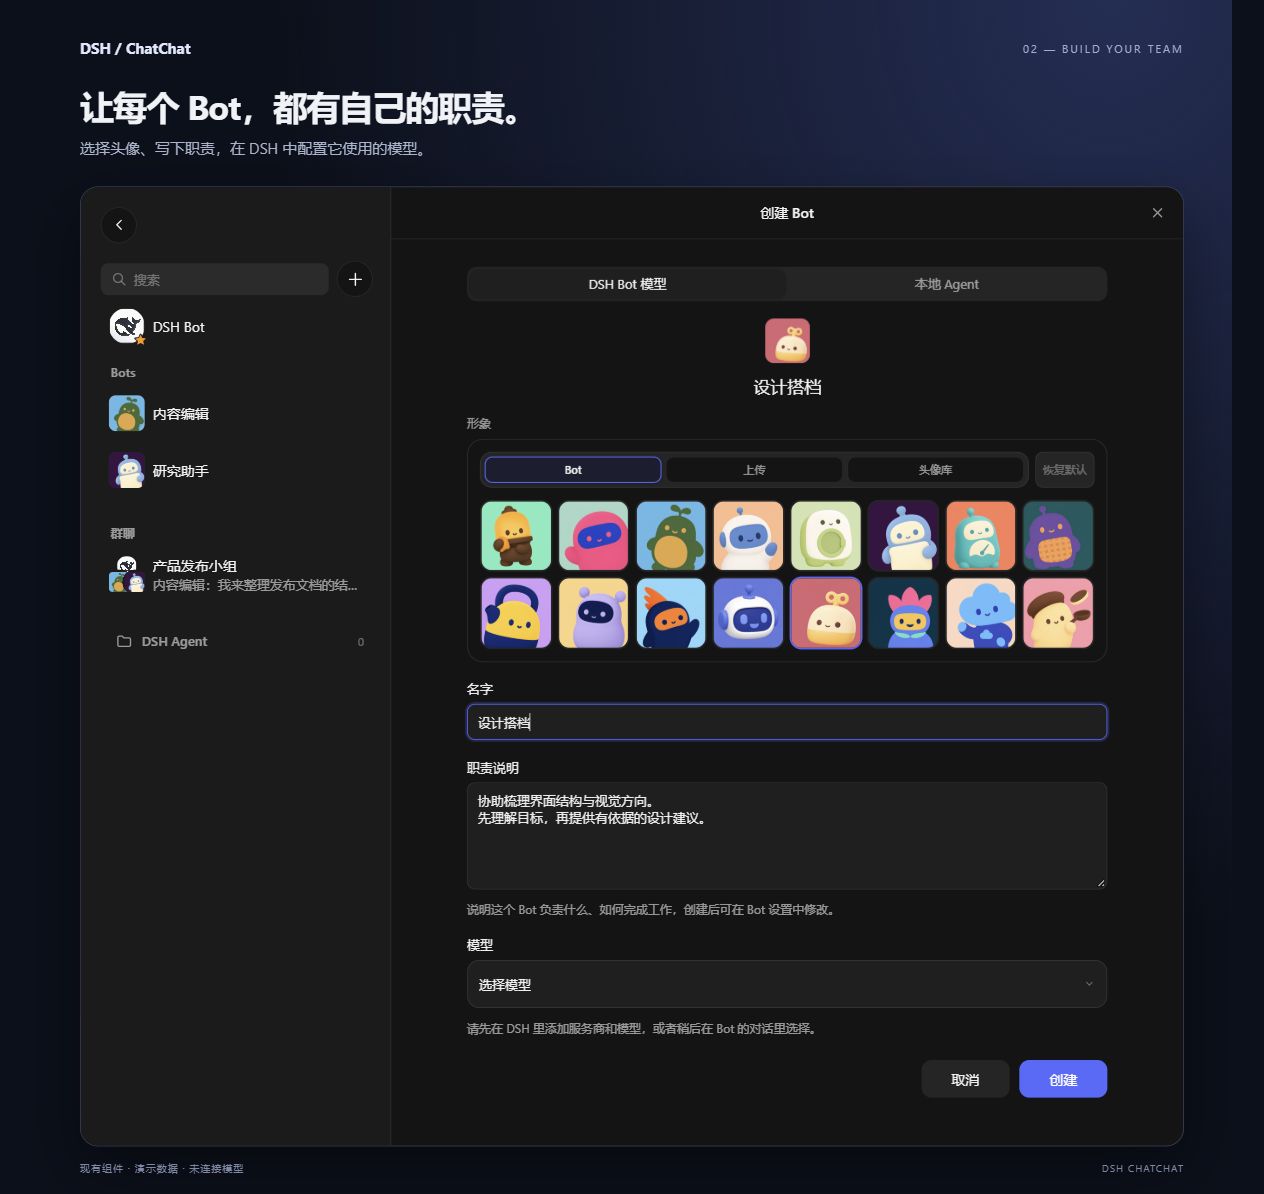 DSH / ChatChat
02 — BUILD YOUR TEAM
让每个 Bot，都有自己的职责。
选择头像、写下职责，在 DSH 中配置它使用的模型。
搜索
DSH Bot
Bots
内容编辑
研究助手
群聊
产品发布小组
内容编辑：我来整理发布文档的结...
DSH Agent
0
创建 Bot
DSH Bot 模型
本地 Agent
设计搭档
形象
Bot
上传
头像库
恢复默认
名字
设计搭档
职责说明
协助梳理界面结构与视觉方向。
先理解目标，再提供有依据的设计建议。
说明这个 Bot 负责什么、如何完成工作，创建后可在 Bot 设置中修改。
模型
选择模型
请先在 DSH 里添加服务商和模型，或者稍后在 Bot 的对话里选择。
取消
创建
现有组件 · 演示数据 · 未连接模型
DSH CHATCHAT